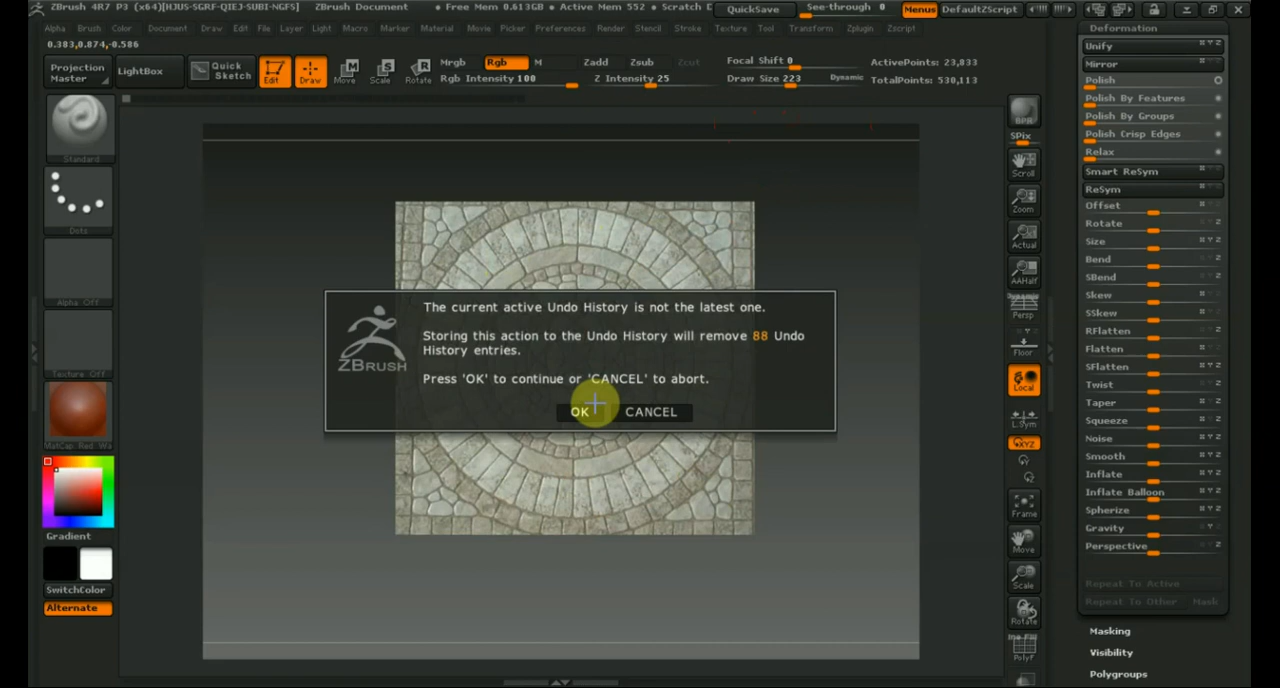 ZBrush 4R7 P3 (x64)[HJUS-SGRF-QIEJ-SUBI-NGFS] ZBrush Document • Free Mem 0.613GB • Active Mem 552 • Scratch D QuickSave See-through 0 Menus DefaultZScript
Alpha Brush Color Document Draw Edit File Layer Light Macro Marker Material Movie Picker Preferences Render Stencil Stroke Texture Tool Transform Zplugin Zscript
0.383,0.874,-0.586
Projection Master
LightBox
Quick Sketch
Edit
Draw
Move
Scale
Rotate
Mrgb Rgb M
Rgb Intensity 100
Zadd Zsub Zcut
Z Intensity 25
Focal Shift 0
Draw Size 223 Dynamic
ActivePoints: 23,833
TotalPoints: 530,113
Standard
Dots
Alpha Off
Texture Off
MatCap Red Wa
Gradient
SwitchColor
Alternate
The current active Undo History is not the latest one.
Storing this action to the Undo History will remove 88 Undo
History entries.
Press 'OK' to continue or 'CANCEL' to abort.
ZBRUSH
OK CANCEL
BPR
SPix
Scroll
Zoom
Actual
AAHalf
Dynamic
Persp
Floor
Local
L.Sym
XYZ
Frame
Move
Scale
Rotate
Line Fill
PolyF
Deformation
Unify
Mirror
Polish
Polish By Features
Polish By Groups
Polish Crisp Edges
Relax
Smart ReSym
ReSym
Offset
Rotate
Size
Bend
SBend
Skew
SSkew
RFlatten
Flatten
SFlatten
Twist
Taper
Squeeze
Noise
Smooth
Inflate
Inflate Balloon
Spherize
Gravity
Perspective
Repeat To Active
Repeat To Other Mask
Masking
Visibility
Polygroups